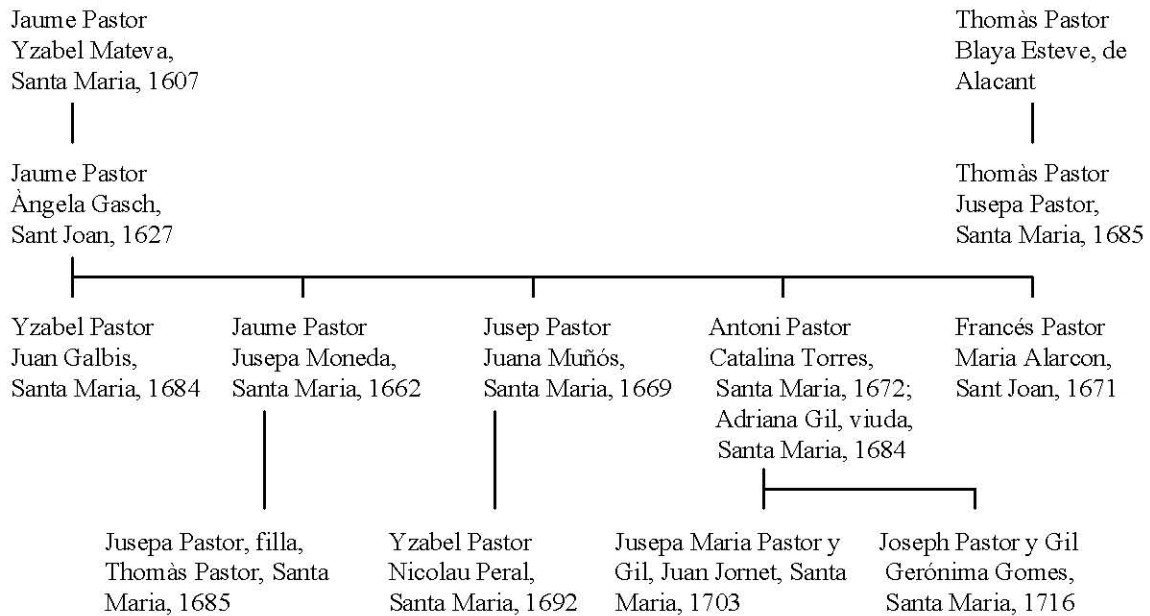 Jaume Pastor
Yzabel Mateva,
Santa Maria, 1607
Thomàs Pastor
Blaya Esteve, de
Alacant
Jaume Pastor
Àngela Gasch,
Sant Joan, 1627
Thomàs Pastor
Jusepa Pastor,
Santa Maria, 1685
Yzabel Pastor
Juan Galbis,
Santa Maria, 1684
Jaume Pastor
Jusepa Moneda,
Santa Maria, 1662
Jusep Pastor
Juana Muñós,
Santa Maria, 1669
Antoni Pastor
Catalina Torres,
Santa Maria, 1672;
Adriana Gil, viuda,
Santa Maria, 1684
Francés Pastor
Maria Alarcon,
Sant Joan, 1671
Jusepa Pastor, filla,
Thomàs Pastor, Santa
Maria, 1685
Yzabel Pastor
Nicolau Peral,
Santa Maria, 1692
Jusepa Maria Pastor y
Gil, Juan Jornet, Santa
Maria, 1703
Joseph Pastor y Gil
Gerónima Gomes,
Santa Maria, 1716